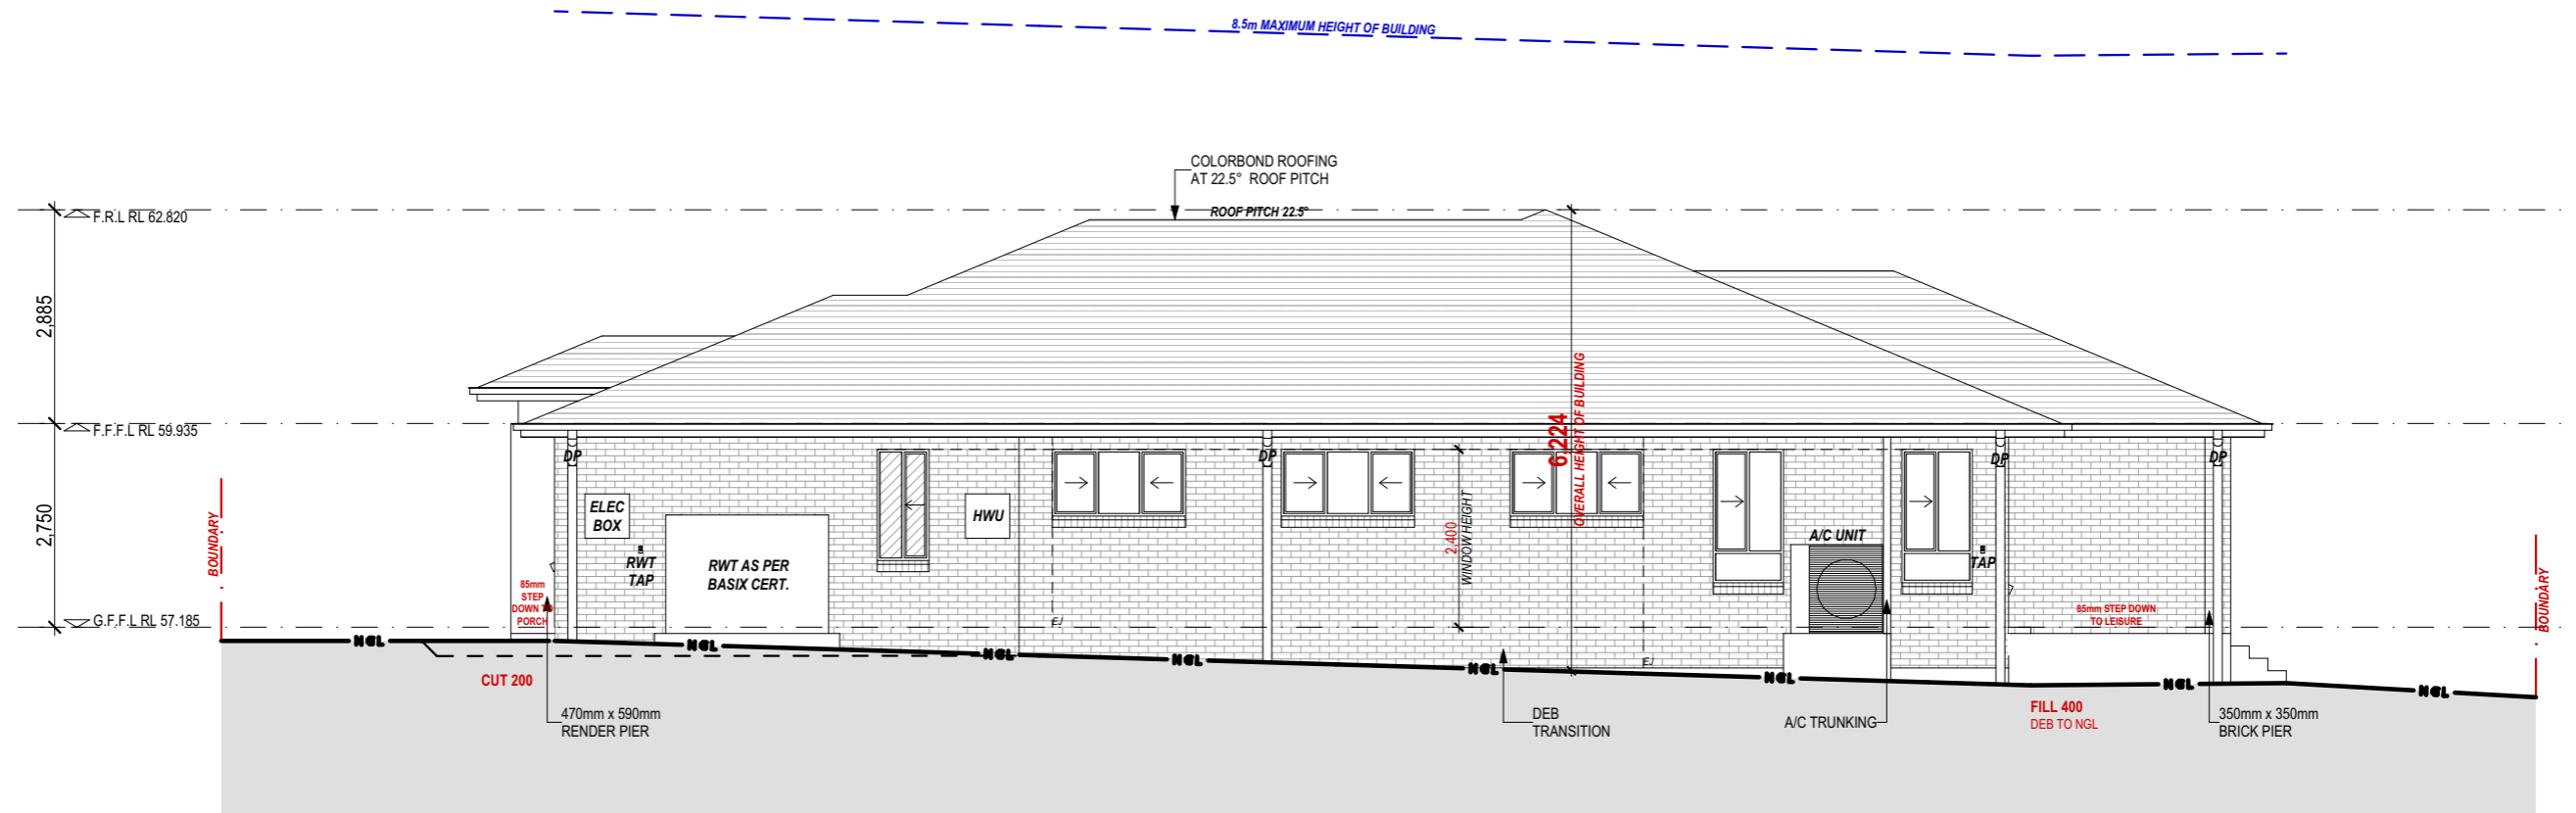 8.5m MAXIMUM HEIGHT OF BUILDING
COLORBOND ROOFING
AT 22.5° ROOF PITCH
F.R.L RL 62.820
ROOF PITCH 22.5°
2,885
OVERALL HEIGHT OF BUILDING
6,224
F.F.F.L RL 59.935
DP
DP
DP
DP
2,750
ELEC
BOX
HWU
2,400
WINDOW HEIGHT
BOUNDARY
RWT
TAP
RWT AS PER
BASIX CERT.
A/C UNIT
TAP
BOUNDARY
85mm
STEP
DOWN TO
PORCH
85mm STEP DOWN
TO LEISURE
G.F.F.L RL 57.185
EJ
EJ
NGL
NGL
NGL
NGL
NGL
NGL
NGL
NGL
CUT 200
470mm x 590mm
RENDER PIER
DEB
TRANSITION
A/C TRUNKING
FILL 400
DEB TO NGL
350mm x 350mm
BRICK PIER